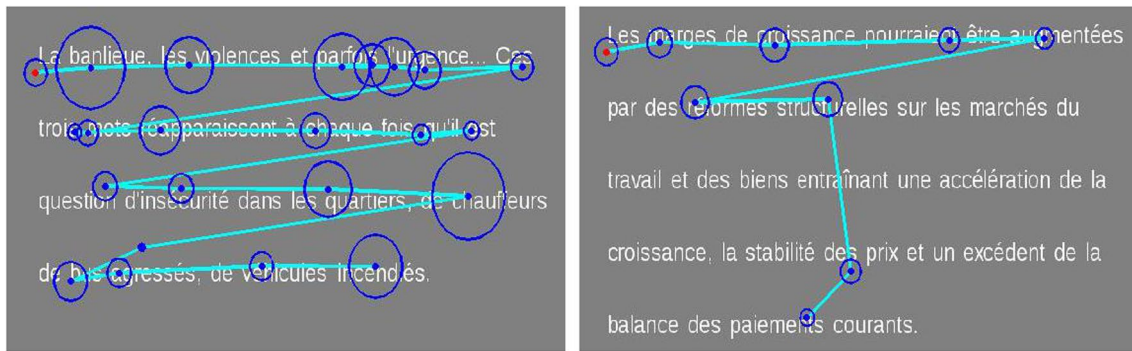 La banlieue, les violences et parfois l'urgence... Ces
trois mots réapparaissent à chaque fois qu'il est
question d'insécurité dans les quartiers, de chauffeurs
de bus agressés, de véhicules incendiés.
Les marges de croissance pourraient être augmentées
par des réformes structurelles sur les marchés du
travail et des biens entraînant une accélération de la
croissance, la stabilité des prix et un excédent de la
balance des paiements courants.